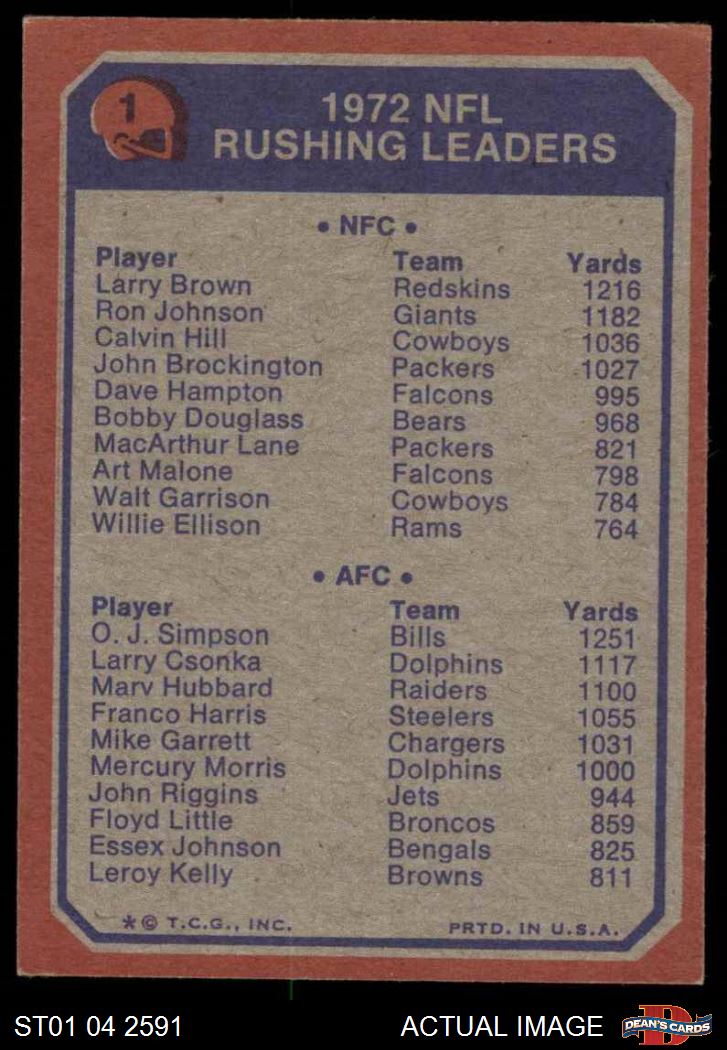 1
1972 NFL
RUSHING LEADERS
• NFC •
Player Team Yards
Larry Brown Redskins 1216
Ron Johnson Giants 1182
Calvin Hill Cowboys 1036
John Brockington Packers 1027
Dave Hampton Falcons 995
Bobby Douglass Bears 968
MacArthur Lane Packers 821
Art Malone Falcons 798
Walt Garrison Cowboys 784
Willie Ellison Rams 764
• AFC •
Player Team Yards
O. J. Simpson Bills 1251
Larry Csonka Dolphins 1117
Marv Hubbard Raiders 1100
Franco Harris Steelers 1055
Mike Garrett Chargers 1031
Mercury Morris Dolphins 1000
John Riggins Jets 944
Floyd Little Broncos 859
Essex Johnson Bengals 825
Leroy Kelly Browns 811
*© T.C.G., INC. PRTD. IN U.S.A.
ST01 04 2591 ACTUAL IMAGE D DEAN'S CARDS